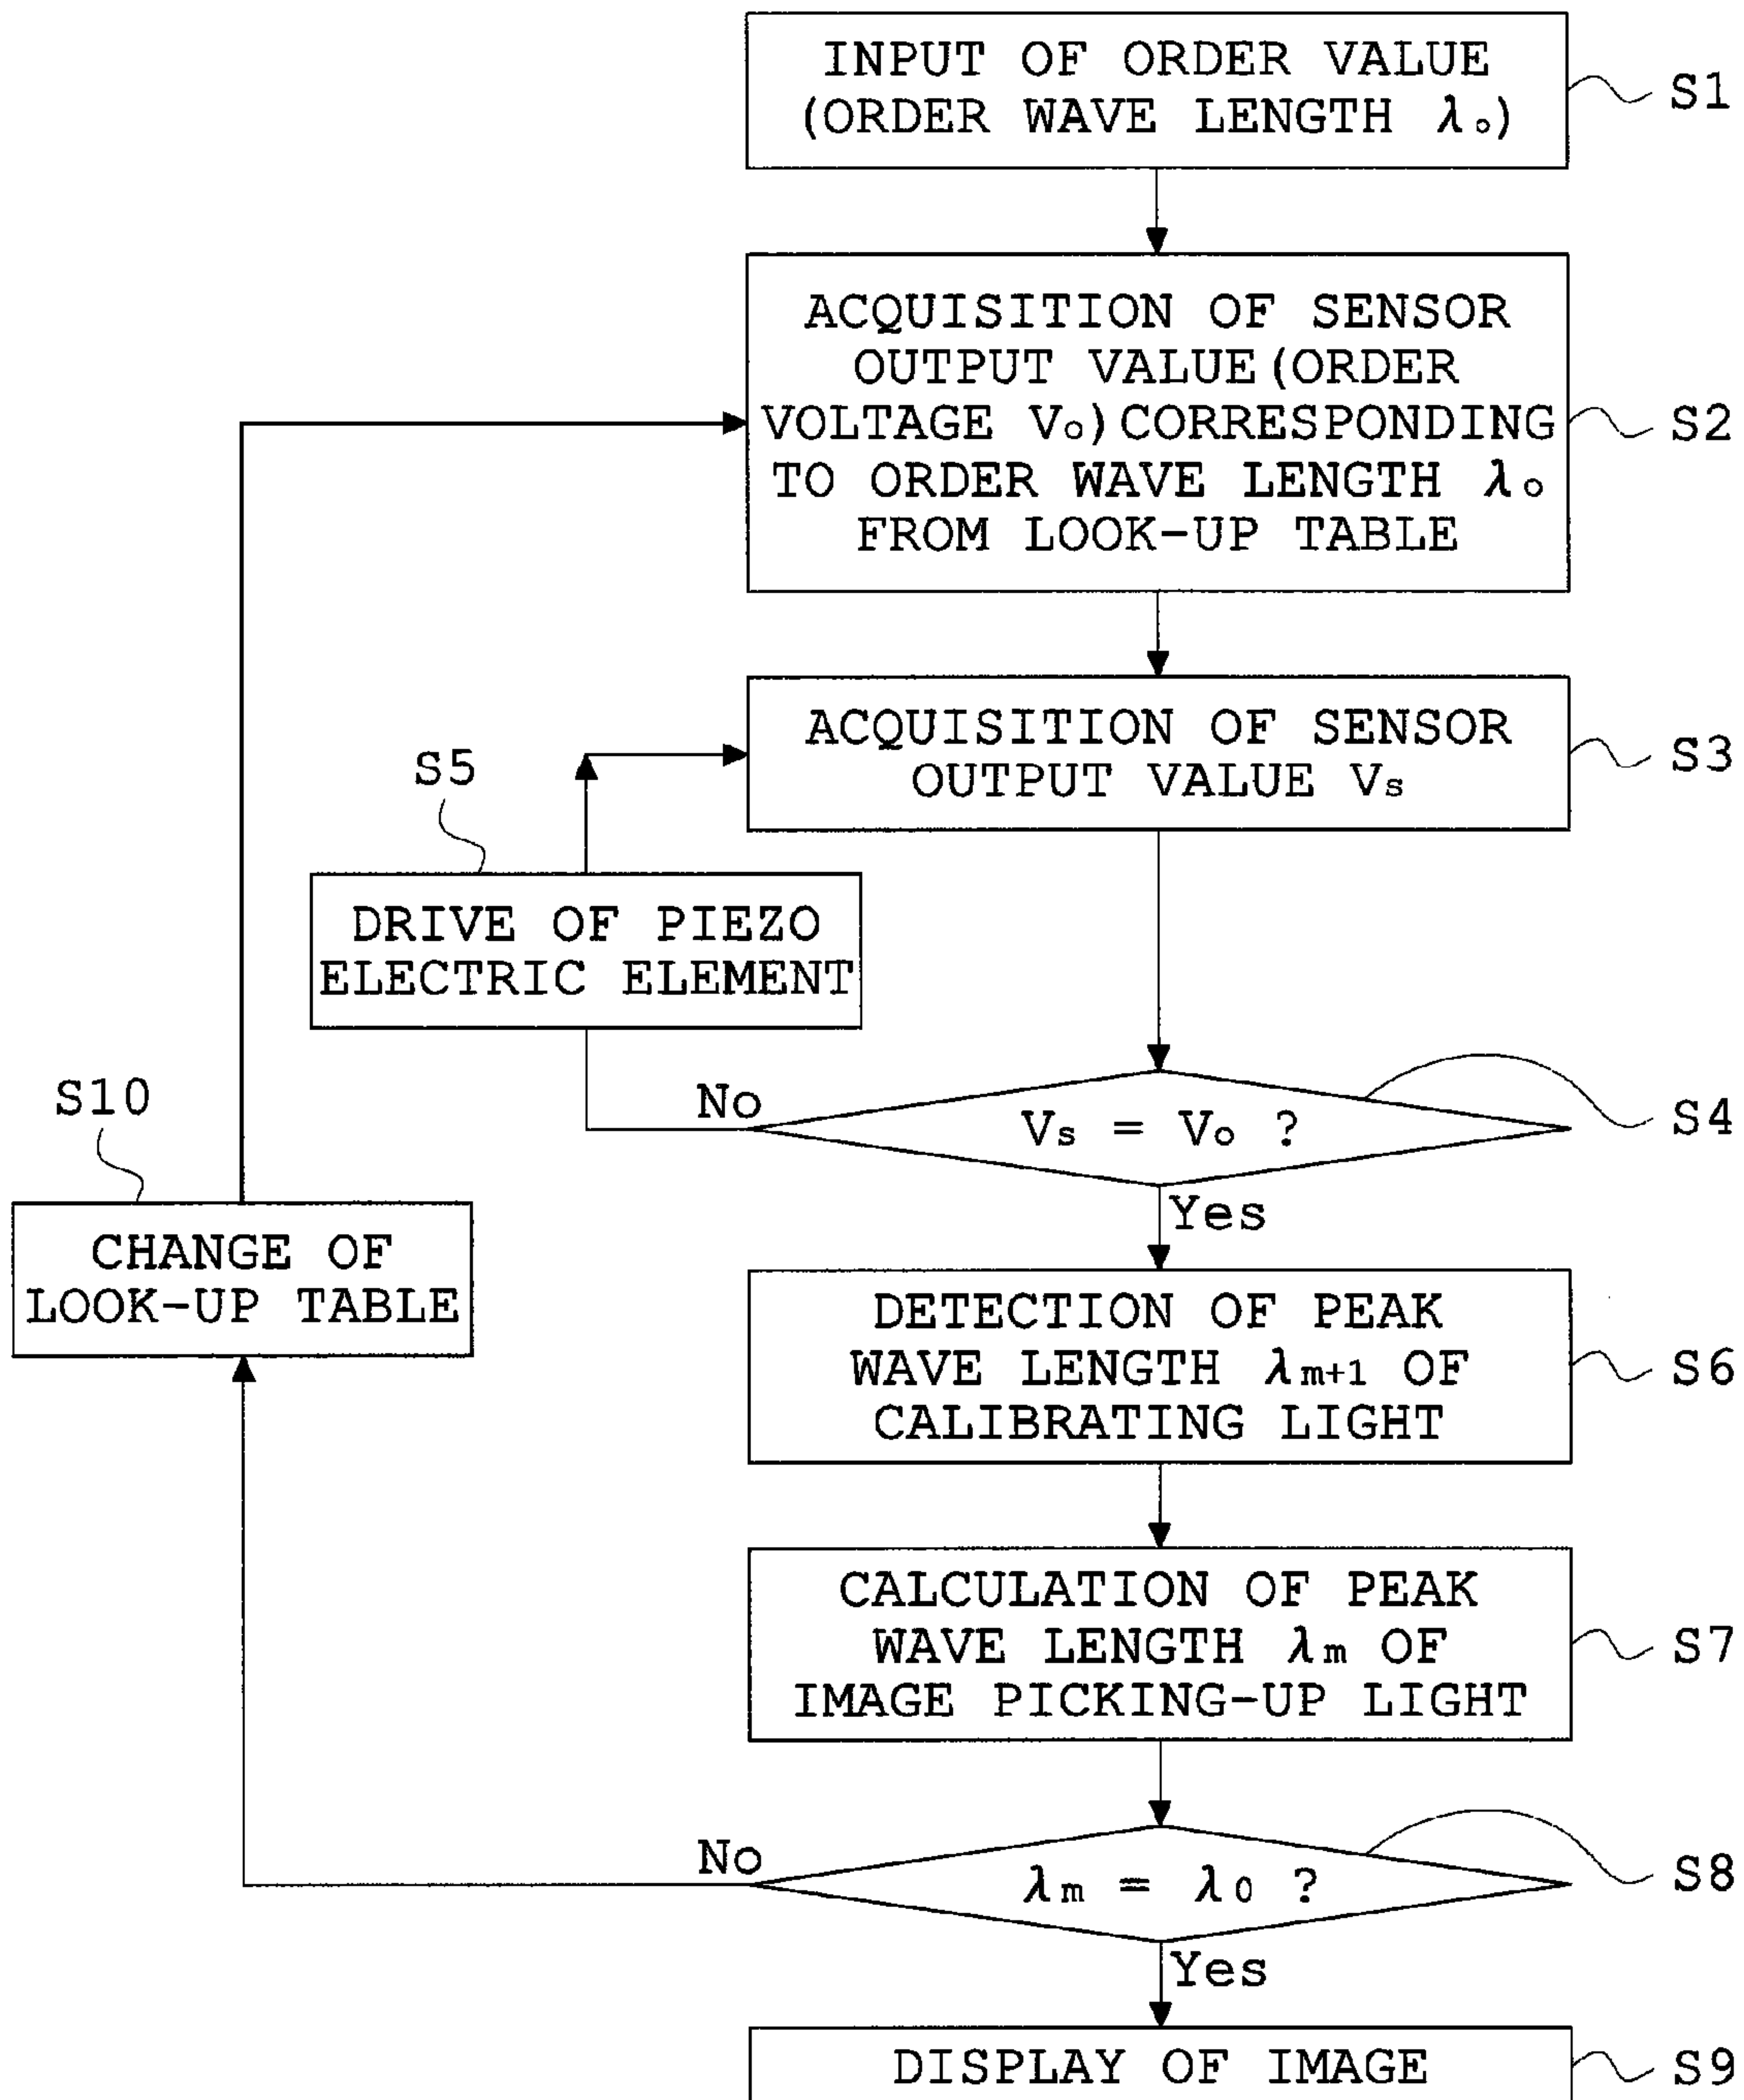 INPUT OF ORDER VALUE
(ORDER WAVE LENGTH λo)
S1
ACQUISITION OF SENSOR
OUTPUT VALUE(ORDER
VOLTAGE Vo)CORRESPONDING
TO ORDER WAVE LENGTH λo
FROM LOOK-UP TABLE
S2
ACQUISITION OF SENSOR
OUTPUT VALUE Vs
S3
S5
DRIVE OF PIEZO
ELECTRIC ELEMENT
No
Vs = Vo ?
S4
Yes
S10
CHANGE OF
LOOK-UP TABLE
DETECTION OF PEAK
WAVE LENGTH λm+1 OF
CALIBRATING LIGHT
S6
CALCULATION OF PEAK
WAVE LENGTH λm OF
IMAGE PICKING-UP LIGHT
S7
No
λm = λ0 ?
S8
Yes
DISPLAY OF IMAGE
S9